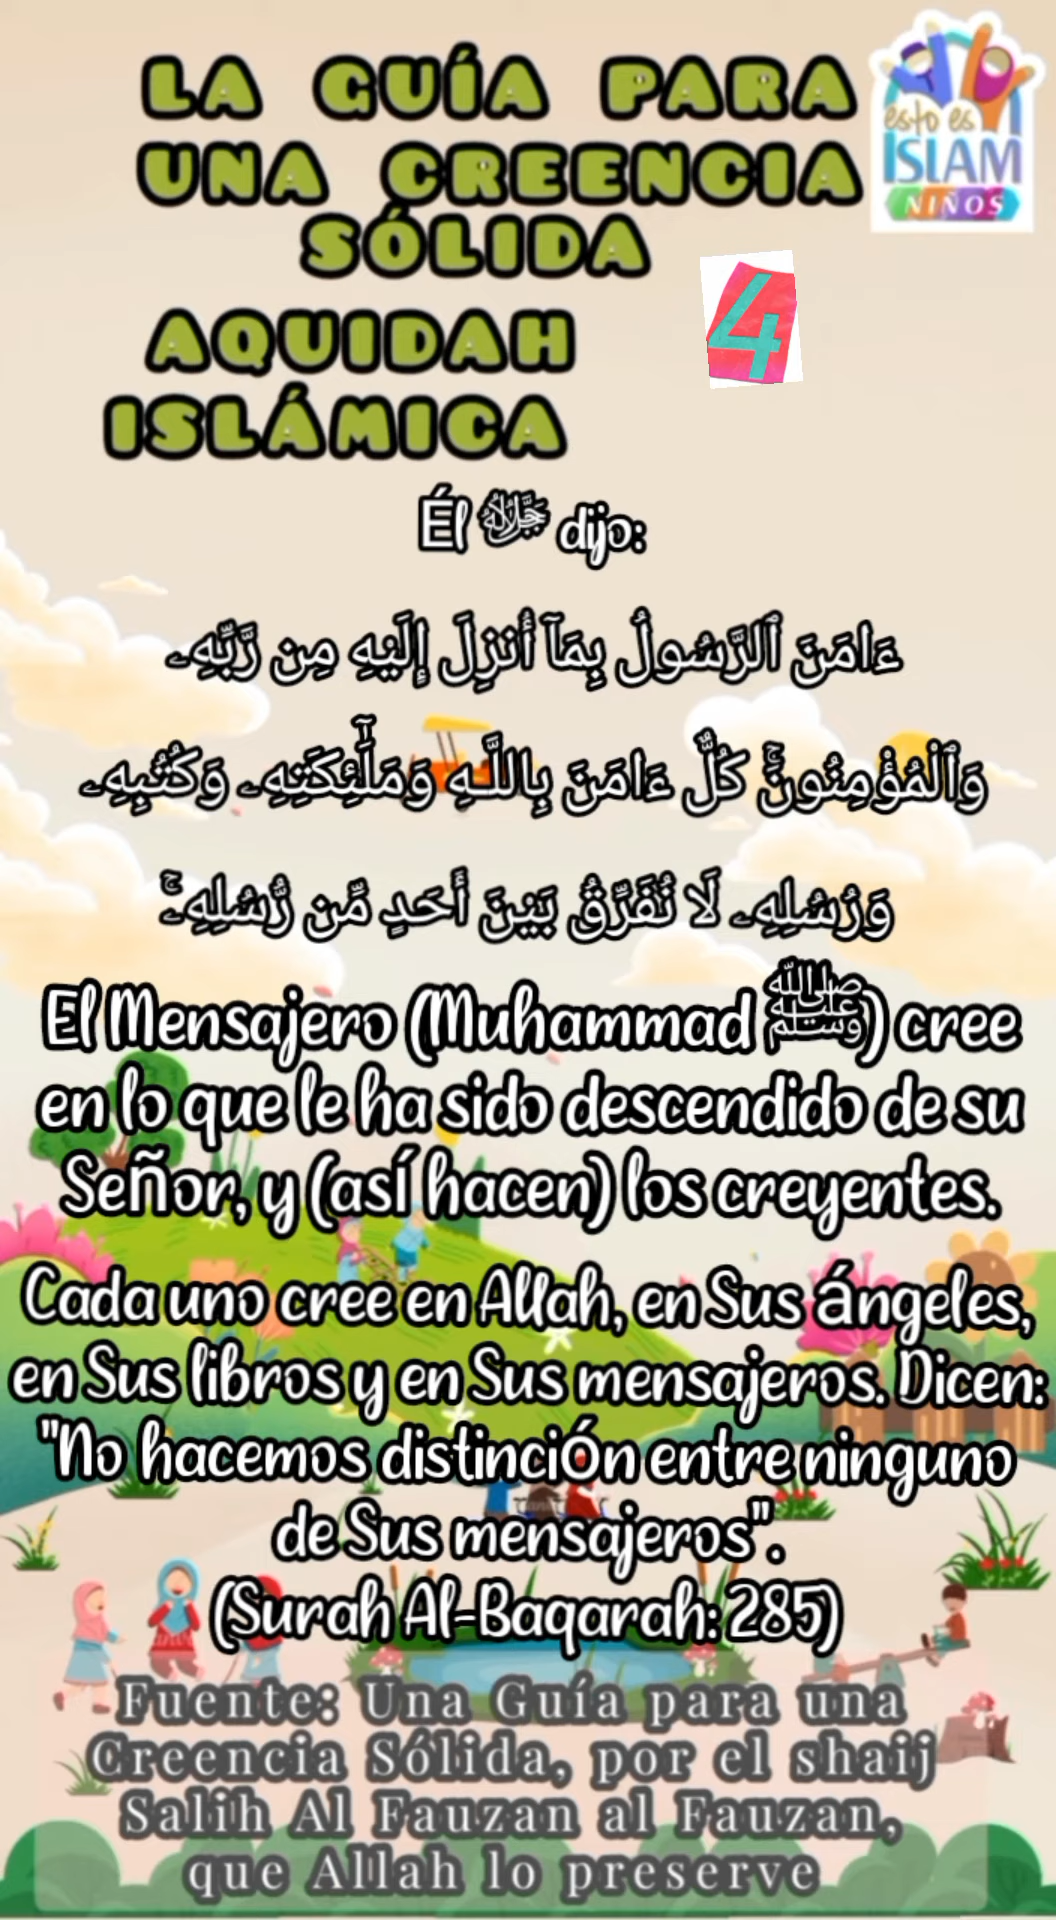 LA GUÍA PARA
UNA CREENCIA
SÓLIDA
AQUIDAH
ISLÁMICA
4
esto es
ISLAM
NIÑOS
Él ﷻ dijo:
ءَامَنَ ٱلرَّسُولُ بِمَآ أُنزِلَ إِلَيْهِ مِن رَّبِّهِۦ
وَٱلْمُؤْمِنُونَۚ كُلٌّ ءَامَنَ بِاللَّـهِ وَمَلَـٰٓئِكَتِهِۦ وَكُتُبِهِۦ
وَرُسُلِهِۦ لَا نُفَرِّقُ بَيْنَ أَحَدٍ مِّن رُّسُلِهِۦۚ
El Mensajero (Muhammad ﷺ) cree
en lo que le ha sido descendido de su
Señor, y (así hacen) los creyentes.
Cada uno cree en Allah, en Sus ángeles,
en Sus libros y en Sus mensajeros. Dicen:
"No hacemos distinción entre ninguno
de Sus mensajeros".
(Surah Al-Baqarah: 285)
Fuente: Una Guía para una
Creencia Sólida, por el shaij
Salih Al Fauzan al Fauzan,
que Allah lo preserve